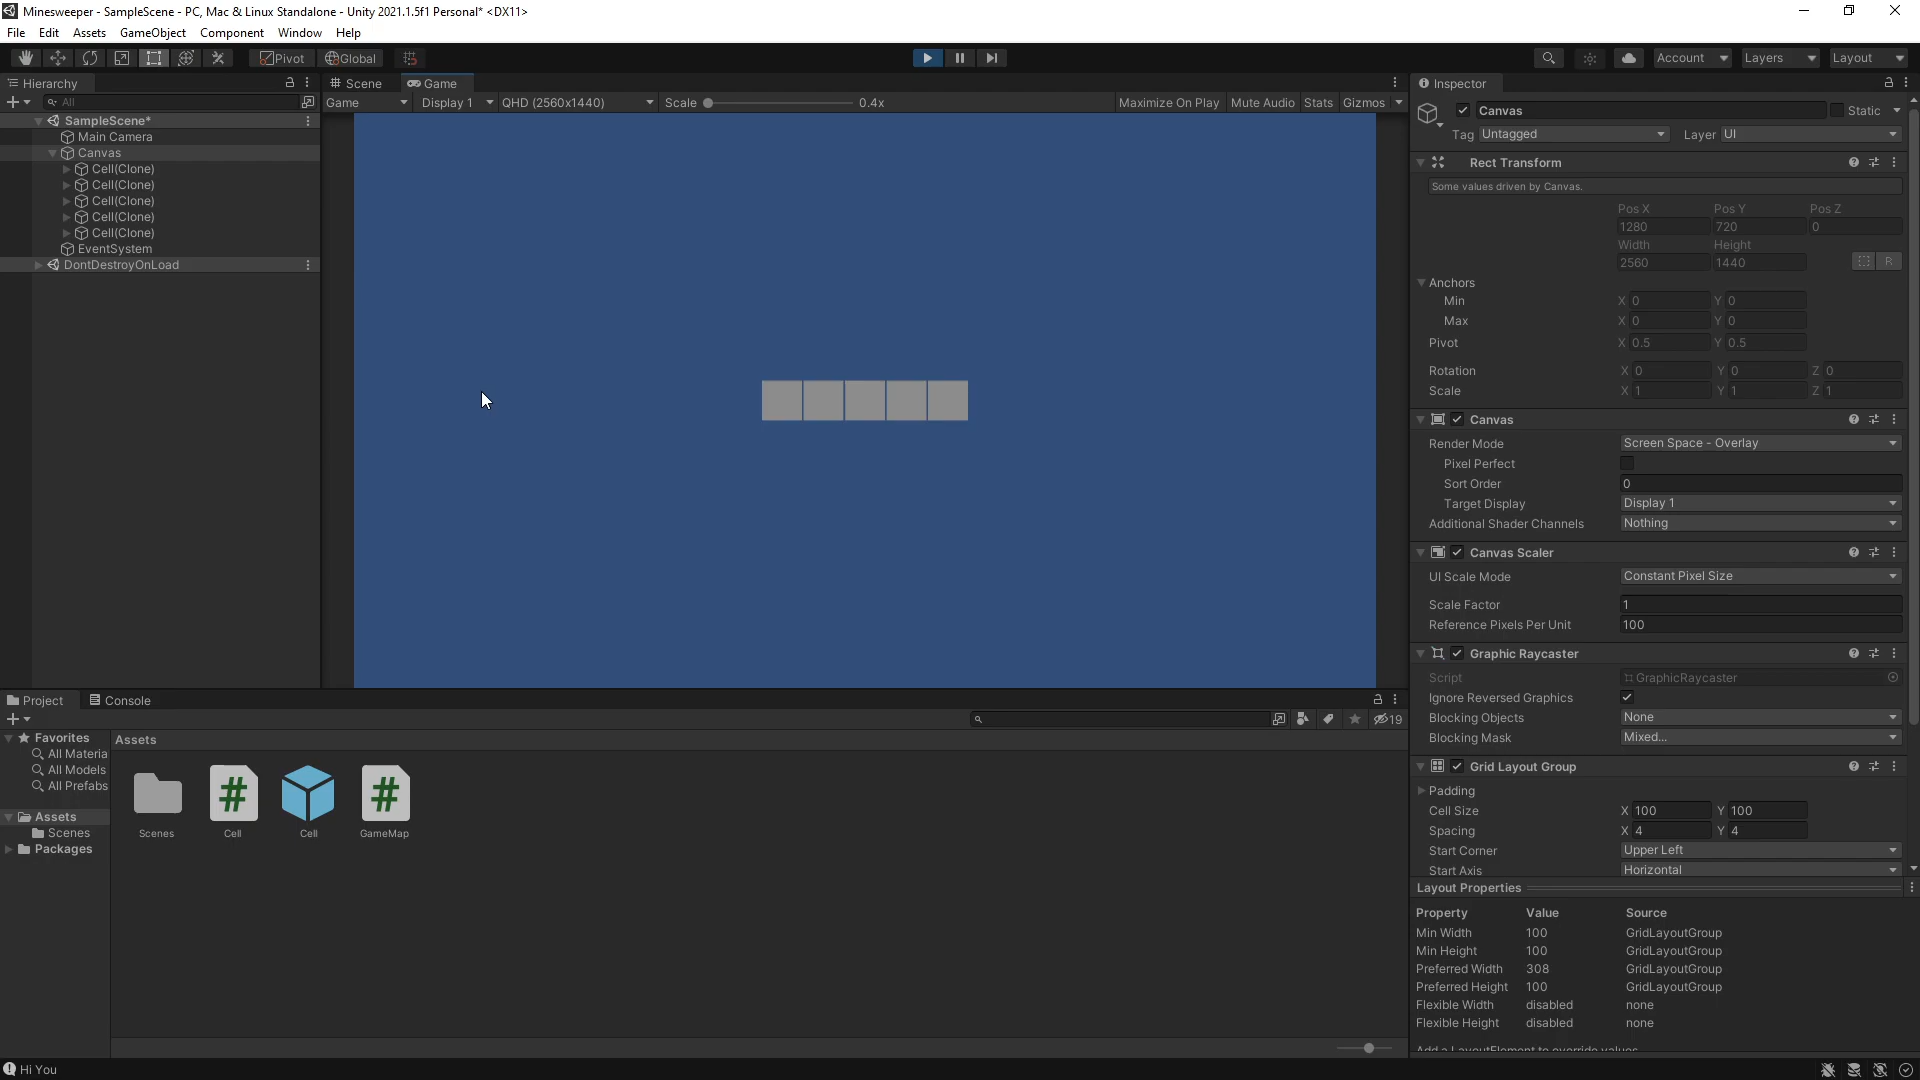 Minesweeper - SampleScene - PC, Mac & Linux Standalone - Unity 2021.1.5f1 Personal* <DX11>
File Edit Assets GameObject Component Window Help
Pivot Global Account Layers Layout
Hierarchy
All
SampleScene*
Main Camera
Canvas
Cell(Clone)
Cell(Clone)
Cell(Clone)
Cell(Clone)
Cell(Clone)
EventSystem
DontDestroyOnLoad
Scene Game
Game Display 1 QHD (2560x1440) Scale 0.4x Maximize On Play Mute Audio Stats Gizmos
Inspector
Canvas Static
Tag Untagged Layer UI
Rect Transform
Some values driven by Canvas.
Pos X Pos Y Pos Z
1280 720 0
Width Height
2560 1440 R
Anchors
Min X 0 Y 0
Max X 0 Y 0
Pivot X 0.5 Y 0.5
Rotation X 0 Y 0 Z 0
Scale X 1 Y 1 Z 1
Canvas
Render Mode Screen Space - Overlay
Pixel Perfect
Sort Order 0
Target Display Display 1
Additional Shader Channels Nothing
Canvas Scaler
UI Scale Mode Constant Pixel Size
Scale Factor 1
Reference Pixels Per Unit 100
Graphic Raycaster
Script GraphicRaycaster
Ignore Reversed Graphics
Blocking Objects None
Blocking Mask Mixed...
Grid Layout Group
Padding
Cell Size X 100 Y 100
Spacing X 4 Y 4
Start Corner Upper Left
Start Axis Horizontal
Layout Properties
Property Value Source
Min Width 100 GridLayoutGroup
Min Height 100 GridLayoutGroup
Preferred Width 308 GridLayoutGroup
Preferred Height 100 GridLayoutGroup
Flexible Width disabled none
Flexible Height disabled none
Add a LayoutElement to override values.
Project Console
19
Favorites
All Materia
All Models
All Prefabs
Assets
Scenes
Packages
Assets
Scenes Cell Cell GameMap
Hi You